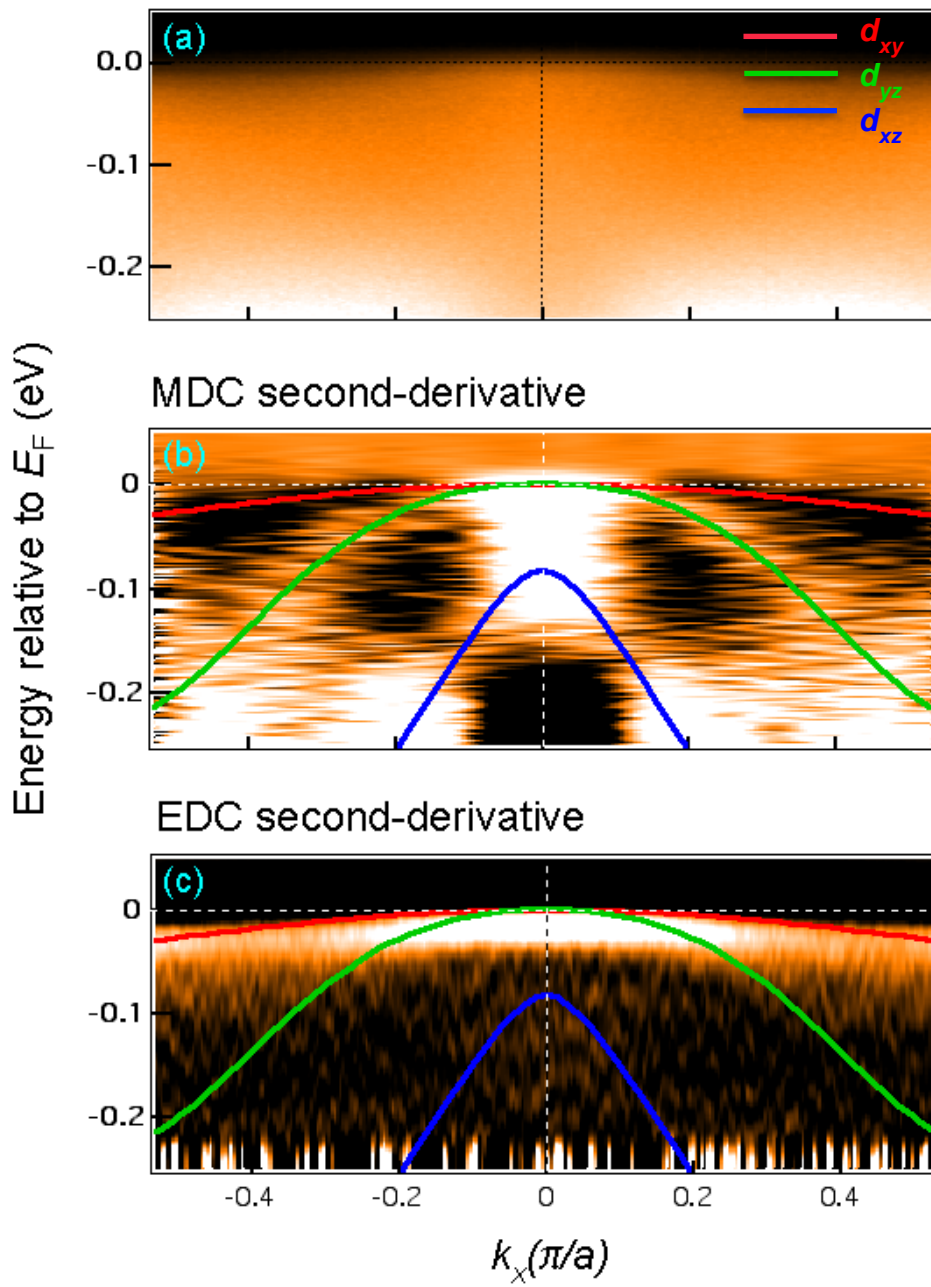 (a)
d_xy
d_yz
d_xz
0.0
-0.1
-0.2
Energy relative to E_F (eV)
MDC second-derivative
(b)
0
-0.1
-0.2
EDC second-derivative
(c)
0
-0.1
-0.2
-0.4 -0.2 0 0.2 0.4
k_x(π/a)